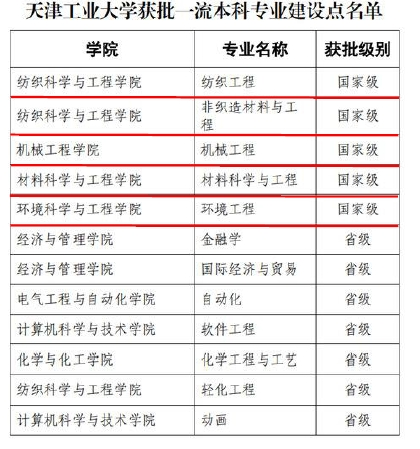 天津工业大学获批一流本科专业建设点名单
学院 专业名称 获批级别
纺织科学与工程学院 纺织工程 国家级
纺织科学与工程学院 非织造材料与工 国家级
程
机械工程学院 机械工程 国家级
材料科学与工程学院 材料科学与工程 国家级
环境科学与工程学院 环境工程 国家级
经济与管理学院 金融学 省级
经济与管理学院 国际经济与贸易 省级
电气工程与自动化学院 自动化 省级
计算机科学与技术学院 软件工程 省级
化学与化工学院 化学工程与工艺 省级
纺织科学与工程学院 轻化工程 省级
计算机科学与技术学院 动画 省级